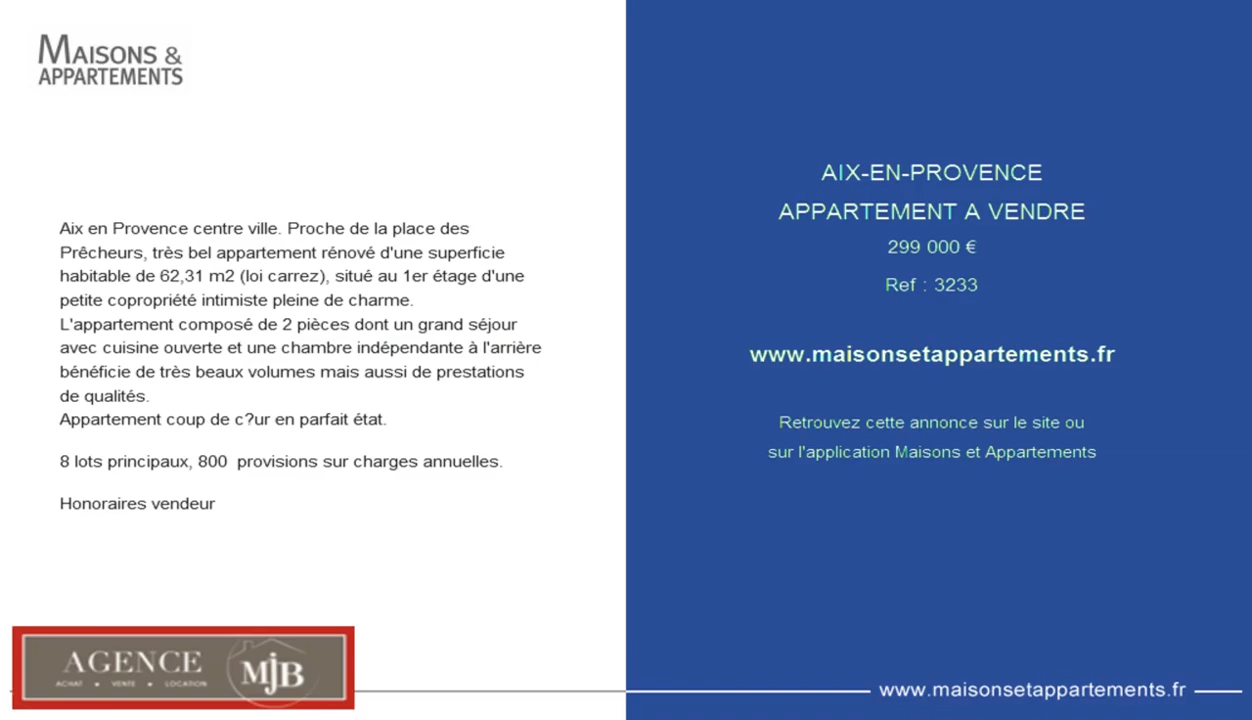 MAISONS &
APPARTEMENTS
Aix en Provence centre ville. Proche de la place des
Prêcheurs, très bel appartement rénové d'une superficie
habitable de 62,31 m2 (loi carrez), situé au 1er étage d'une
petite copropriété intimiste pleine de charme.
L'appartement composé de 2 pièces dont un grand séjour
avec cuisine ouverte et une chambre indépendante à l'arrière
bénéficie de très beaux volumes mais aussi de prestations
de qualités.
Appartement coup de c?ur en parfait état.
8 lots principaux, 800  provisions sur charges annuelles.
Honoraires vendeur
AGENCE
ACHAT • VENTE • LOCATION
MJB
AIX-EN-PROVENCE
APPARTEMENT A VENDRE
299 000 €
Ref : 3233
www.maisonsetappartements.fr
Retrouvez cette annonce sur le site ou
sur l'application Maisons et Appartements
www.maisonsetappartements.fr